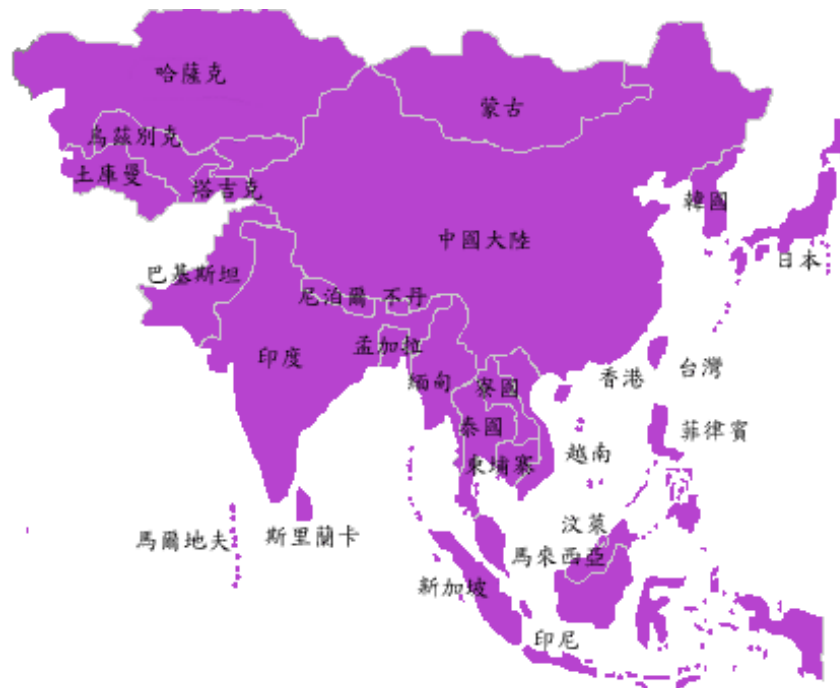 哈薩克
蒙古
烏茲別克
土庫曼
塔吉克
韓國
中國大陸
日本
巴基斯坦
尼泊爾
不丹
孟加拉
印度
緬甸
寮國
香港
台灣
泰國
菲律賓
越南
柬埔寨
汶萊
斯里蘭卡
馬爾地夫
馬來西亞
新加坡
印尼